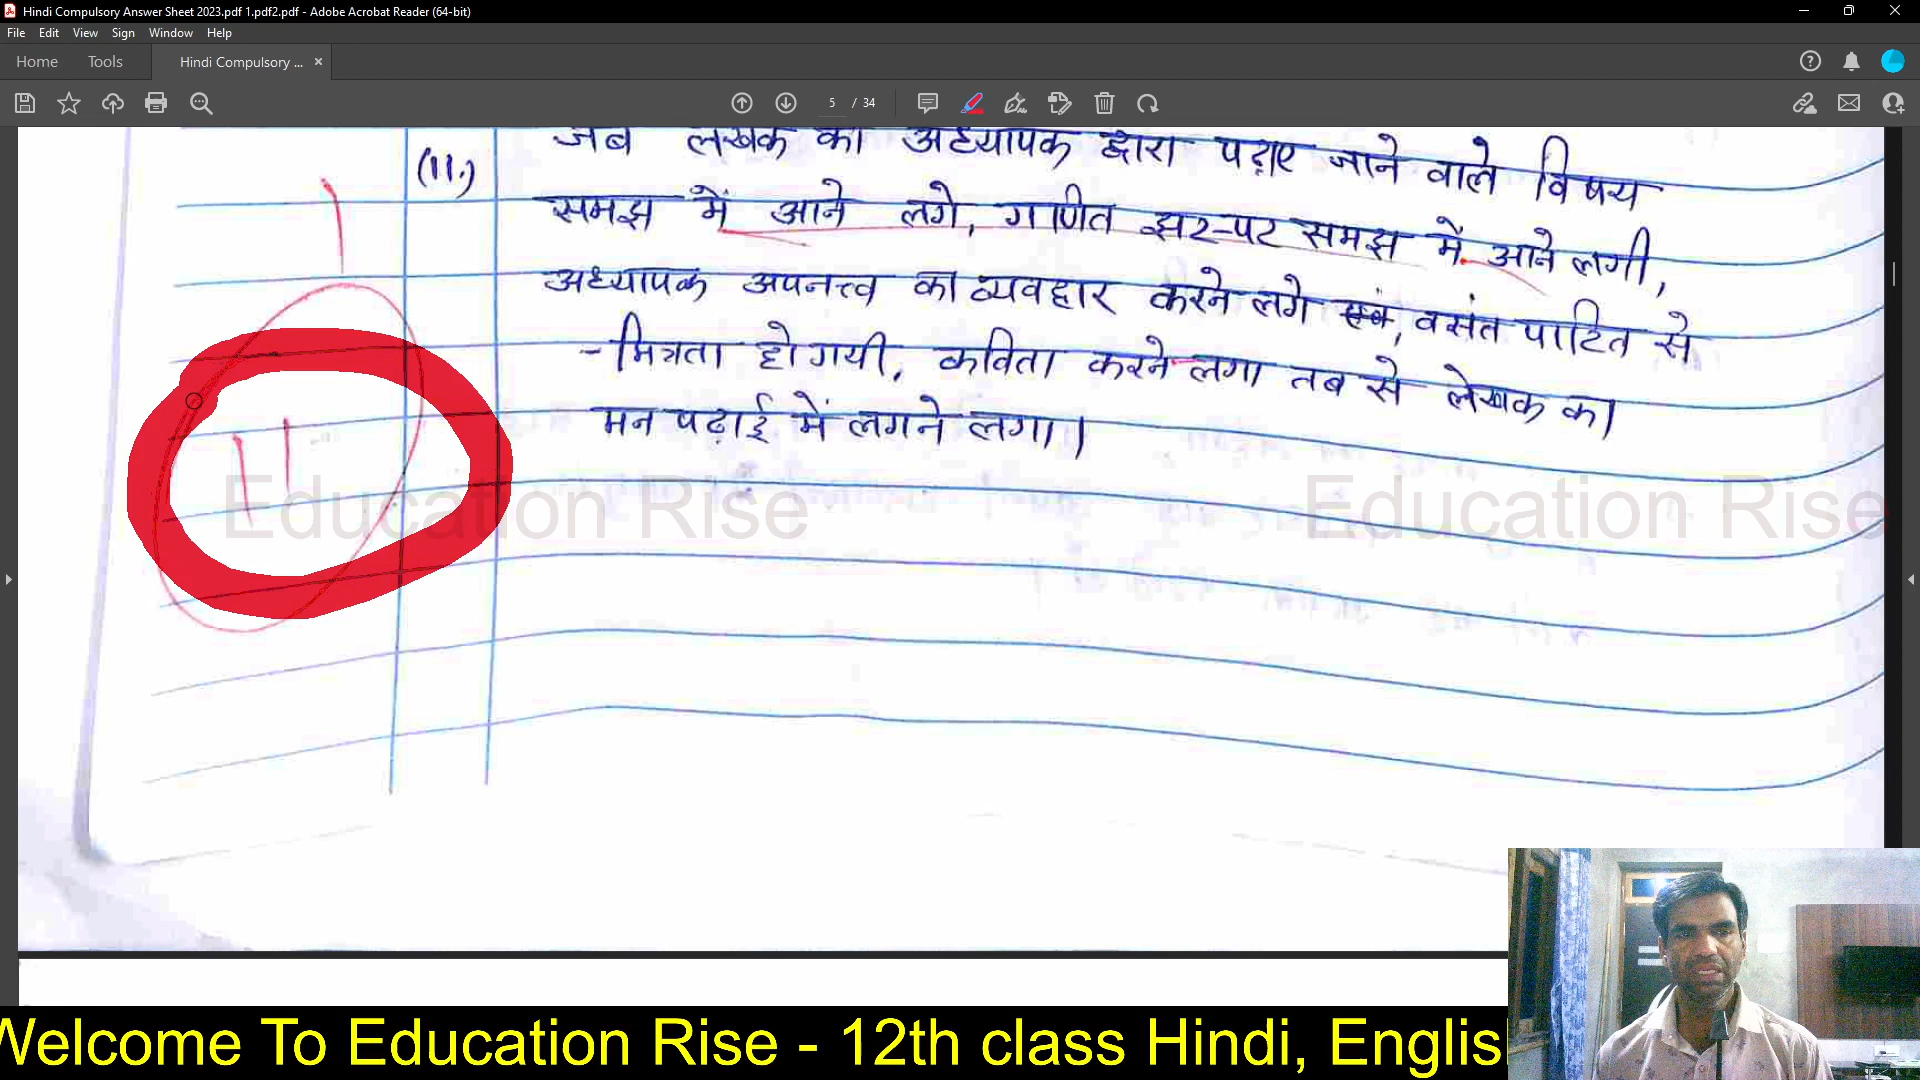 Hindi Compulsory Answer Sheet 2023.pdf 1.pdf2.pdf - Adobe Acrobat Reader (64-bit)
File Edit View Sign Window Help
Home Tools Hindi Compulsory ...
5 / 34
(11.) जब लेखक को अध्यापक द्वारा पढ़ाए जाने वाले विषय
1 समझ में आने लगे, गणित झट-पट समझ में आने लगी,
अध्यापक अपनत्त्व का व्यवहार करने लगे, वसंत पाटित से
मित्रता हो गयी, कविता करने लगा तब से लेखक का
मन पढ़ाई में लगने लगा।
11
Education Rise Education Rise
Welcome To Education Rise - 12th class Hindi, Englis